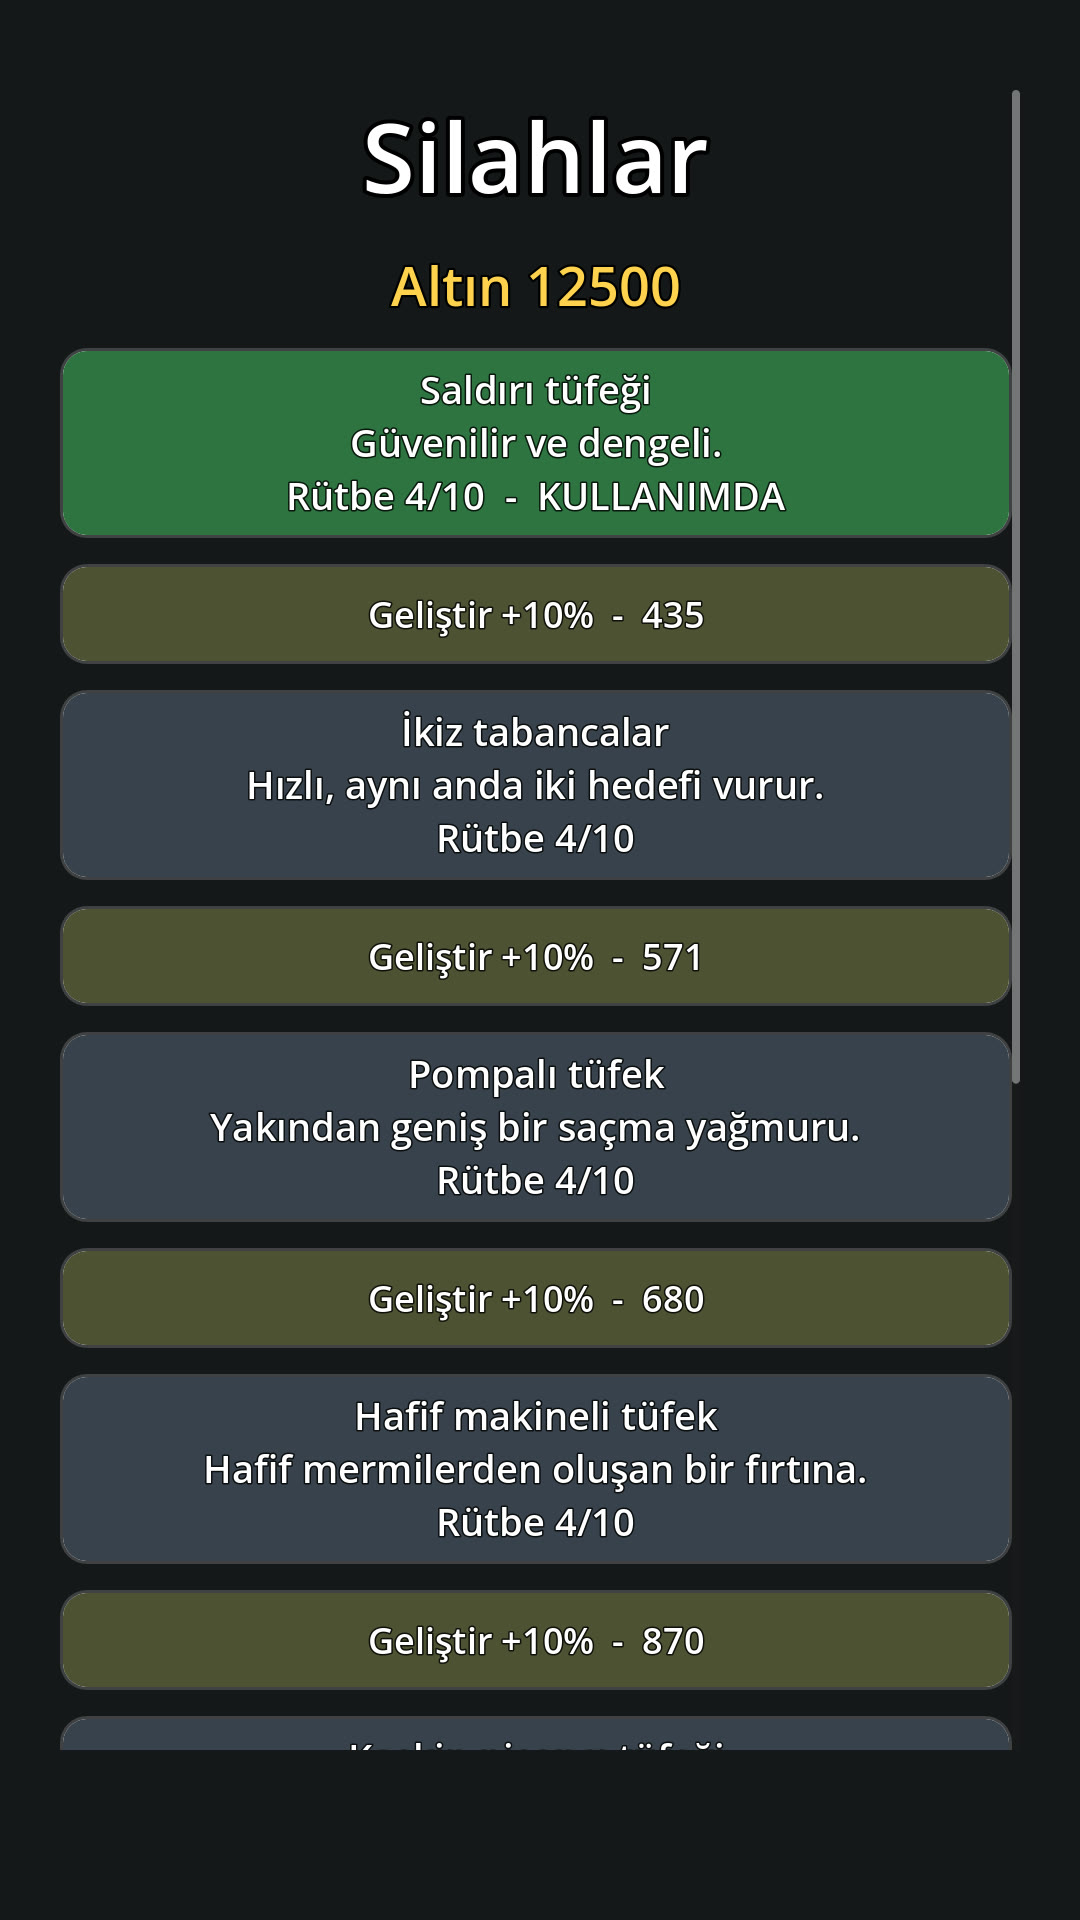 Silahlar
Altın 12500
Saldırı tüfeği
Güvenilir ve dengeli.
Rütbe 4/10 - KULLANIMDA
Geliştir +10% - 435
İkiz tabancalar
Hızlı, aynı anda iki hedefi vurur.
Rütbe 4/10
Geliştir +10% - 571
Pompalı tüfek
Yakından geniş bir saçma yağmuru.
Rütbe 4/10
Geliştir +10% - 680
Hafif makineli tüfek
Hafif mermilerden oluşan bir fırtına.
Rütbe 4/10
Geliştir +10% - 870